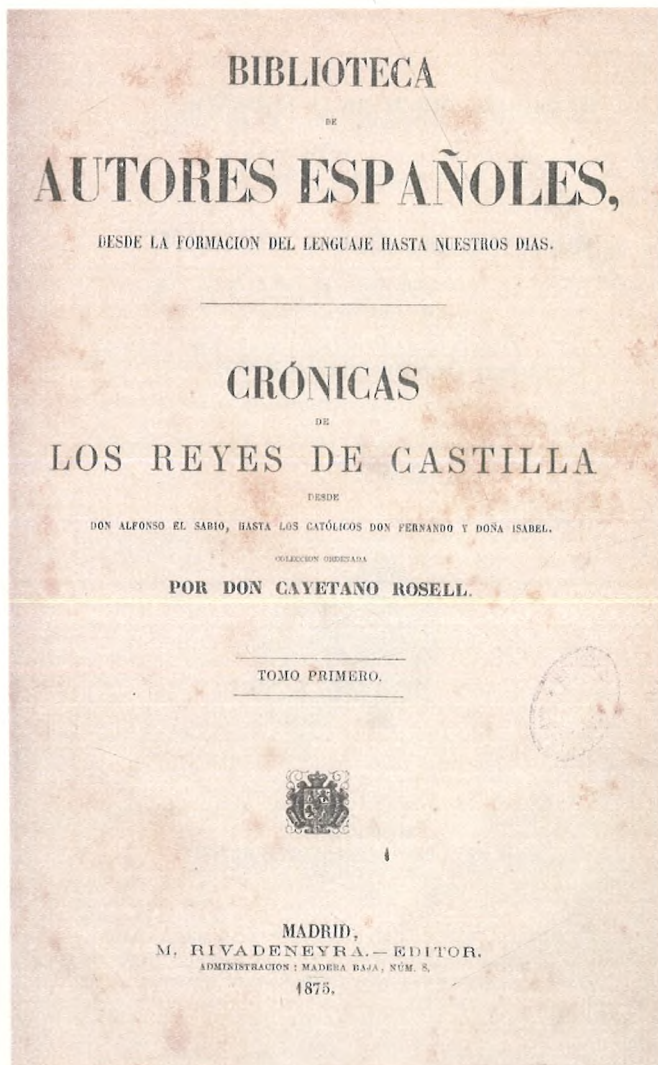 BIBLIOTECA
DE
AUTORES ESPAÑOLES,
DESDE LA FORMACION DEL LENGUAJE HASTA NUESTROS DIAS.
CRÓNICAS
DE
LOS REYES DE CASTILLA
DESDE
DON ALFONSO EL SABIO, HASTA LOS CATÓLICOS DON FERNANDO Y DOÑA ISABEL.
COLECCION ORDENADA
POR DON CAYETANO ROSELL.
TOMO PRIMERO.
MADRID,
M. RIVADENEYRA.—EDITOR.
ADMINISTRACION: MADERA BAJA, NÚM. 8.
1875.